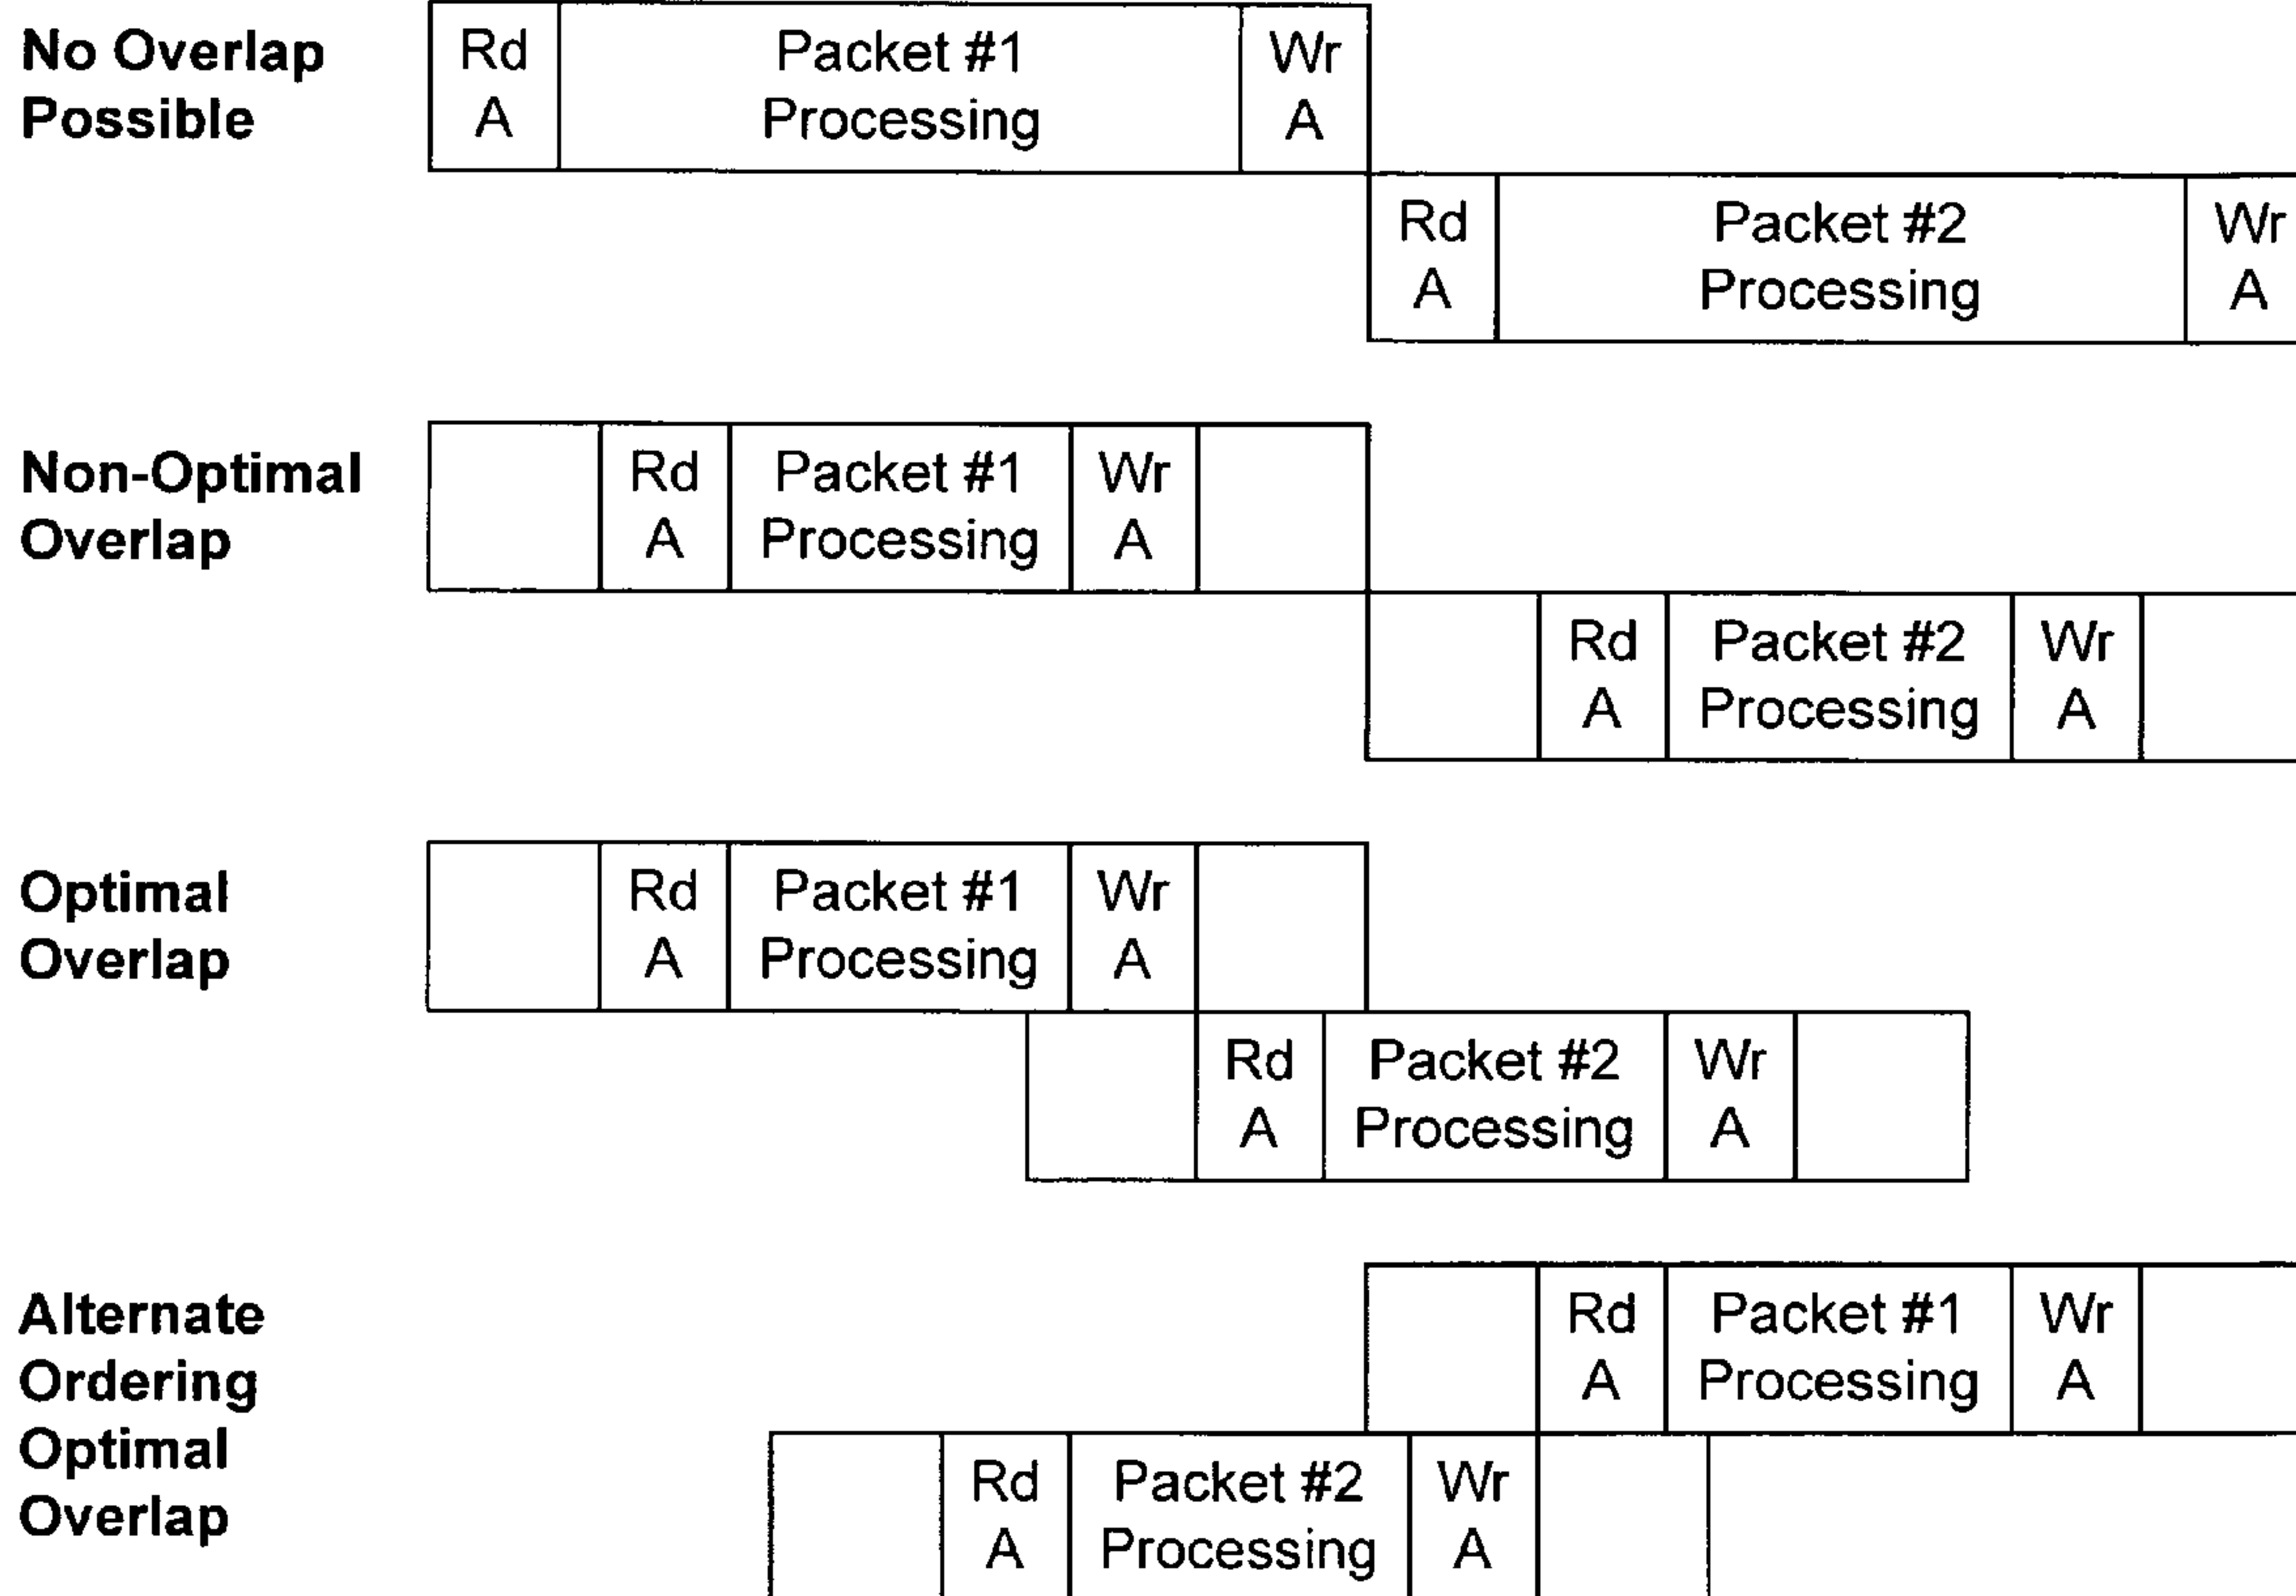 No Overlap
Possible
Rd
A
Packet #1
Processing
Wr
A
Rd
A
Packet #2
Processing
Wr
A
Non-Optimal
Overlap
Rd
A
Packet #1
Processing
Wr
A
Rd
A
Packet #2
Processing
Wr
A
Optimal
Overlap
Rd
A
Packet #1
Processing
Wr
A
Rd
A
Packet #2
Processing
Wr
A
Alternate
Ordering
Optimal
Overlap
Rd
A
Packet #1
Processing
Wr
A
Rd
A
Packet #2
Processing
Wr
A